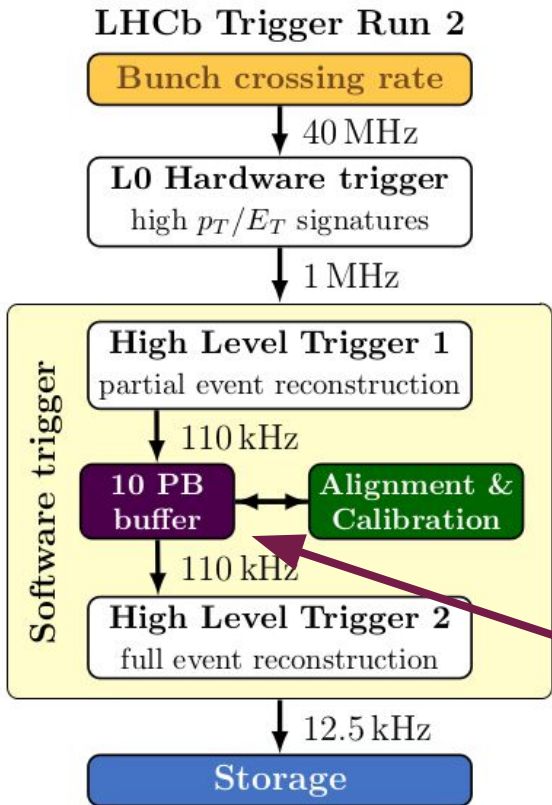 LHCb Trigger Run 2
Bunch crossing rate
40 MHz
L0 Hardware trigger
high p_T/E_T signatures
1 MHz
Software trigger
High Level Trigger 1
partial event reconstruction
110 kHz
10 PB
buffer
Alignment &
Calibration
110 kHz
High Level Trigger 2
full event reconstruction
12.5 kHz
Storage